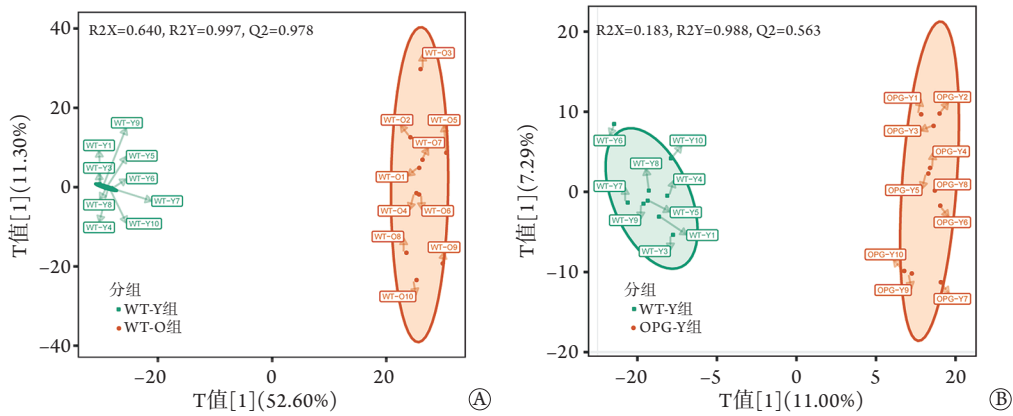 R2X=0.640, R2Y=0.997, Q2=0.978
T值[1](11.30%)
40
20
0
−20
−40
WT-Y9
WT-Y1
WT-Y5
WT-Y3
WT-Y6
WT-Y7
WT-Y8
WT-Y4
WT-Y10
WT-O3
WT-O2
WT-O5
WT-O7
WT-O1
WT-O4
WT-O6
WT-O8
WT-O9
WT-O10
分组
WT-Y组
WT-O组
−20
0
20
T值[1](52.60%)
A
R2X=0.183, R2Y=0.988, Q2=0.563
T值[1](7.29%)
20
10
0
−10
−20
WT-Y6
WT-Y10
WT-Y8
WT-Y7
WT-Y4
WT-Y9
WT-Y5
WT-Y1
WT-Y3
OPG-Y1
OPG-Y2
OPG-Y3
OPG-Y4
OPG-Y5
OPG-Y8
OPG-Y6
OPG-Y10
OPG-Y9
OPG-Y7
分组
WT-Y组
OPG-Y组
−20
−5
0
5
20
T值[1](11.00%)
B